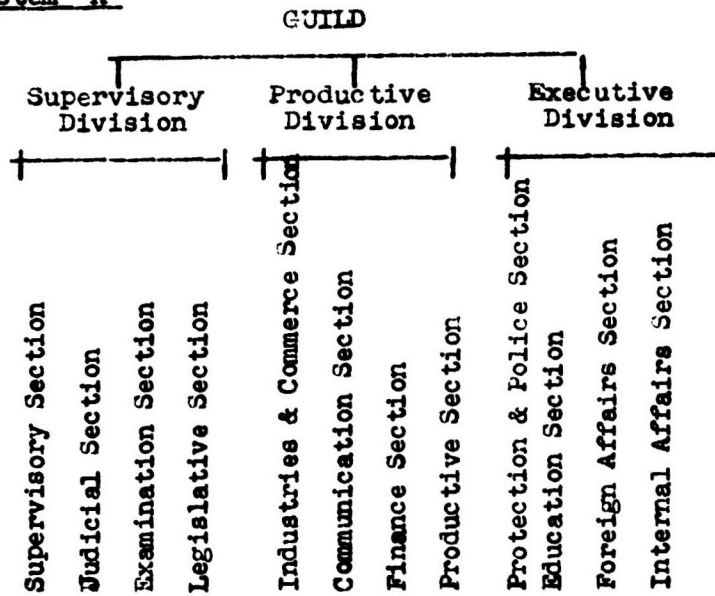 GUILD
Supervisory
Division
Productive
Division
Executive
Division
Supervisory Section
Judicial Section
Examination Section
Legislative Section
Industries & Commerce Section
Communication Section
Finance Section
Productive Section
Protection & Police Section
Education Section
Foreign Affairs Section
Internal Affairs Section